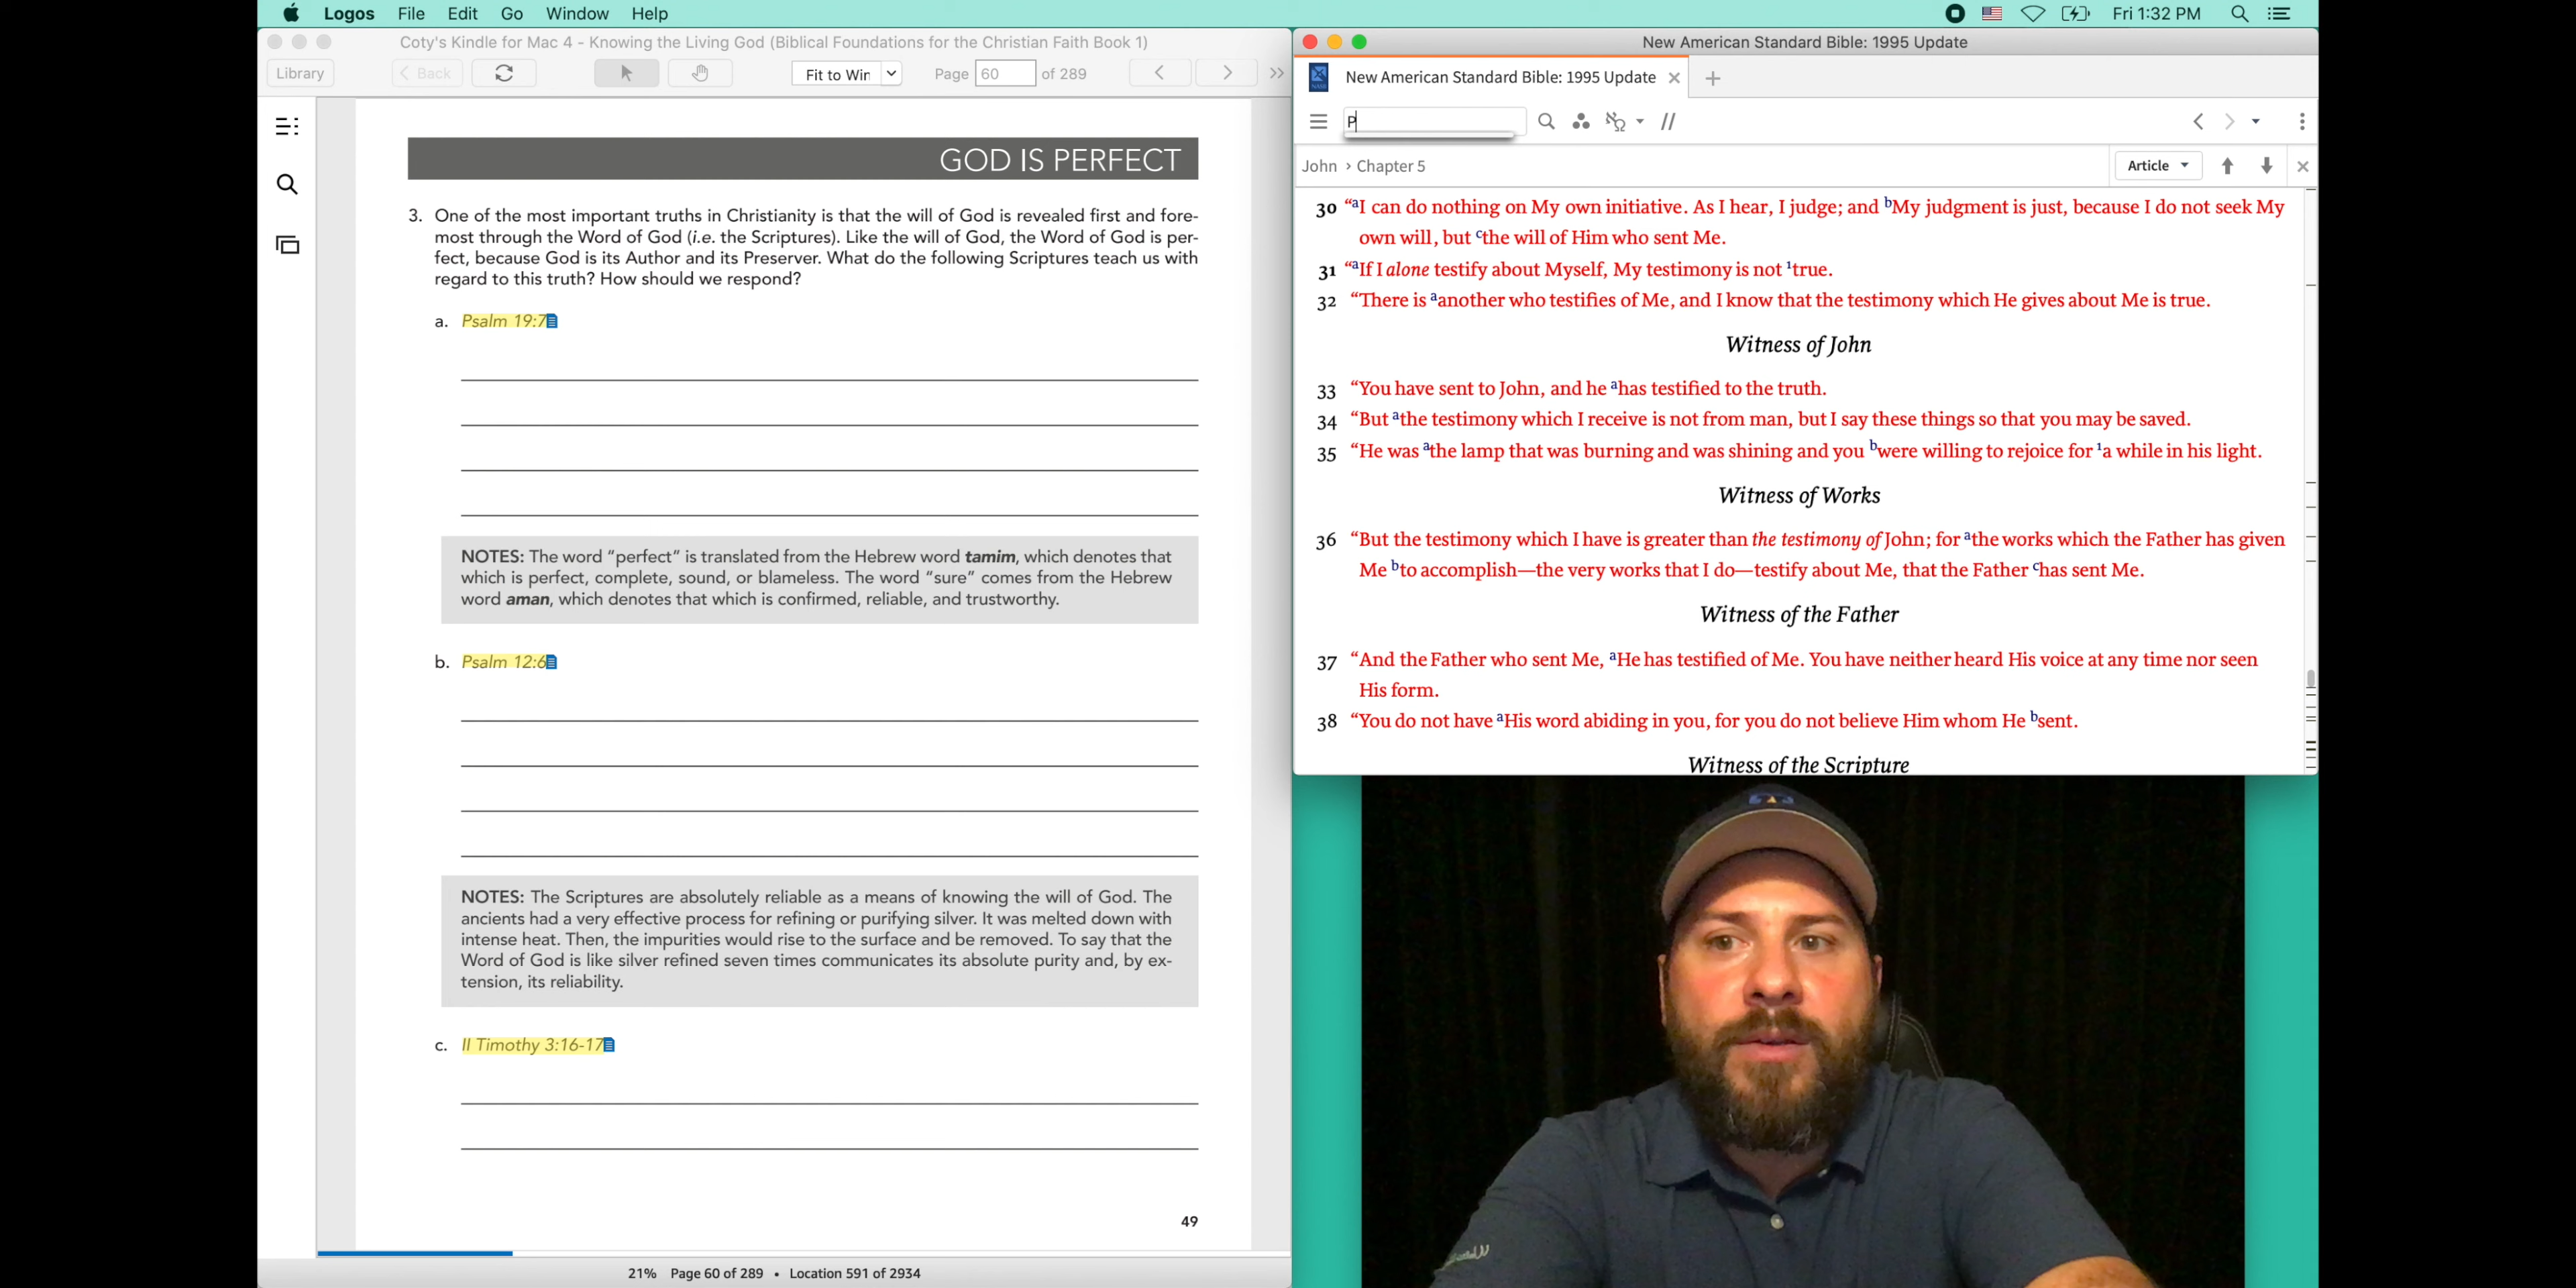 Logos File Edit Go Window Help
Fri 1:32 PM
Coty's Kindle for Mac 4 - Knowing the Living God (Biblical Foundations for the Christian Faith Book 1)
Library Back Fit to Win Page 60 of 289
GOD IS PERFECT
3. One of the most important truths in Christianity is that the will of God is revealed first and fore-
most through the Word of God (i.e. the Scriptures). Like the will of God, the Word of God is per-
fect, because God is its Author and its Preserver. What do the following Scriptures teach us with
regard to this truth? How should we respond?
a. Psalm 19:7
NOTES: The word “perfect” is translated from the Hebrew word tamim, which denotes that
which is perfect, complete, sound, or blameless. The word “sure” comes from the Hebrew
word aman, which denotes that which is confirmed, reliable, and trustworthy.
b. Psalm 12:6
NOTES: The Scriptures are absolutely reliable as a means of knowing the will of God. The
ancients had a very effective process for refining or purifying silver. It was melted down with
intense heat. Then, the impurities would rise to the surface and be removed. To say that the
Word of God is like silver refined seven times communicates its absolute purity and, by ex-
tension, its reliability.
c. II Timothy 3:16-17
49
21% Page 60 of 289 • Location 591 of 2934
New American Standard Bible: 1995 Update
New American Standard Bible: 1995 Update
P
John › Chapter 5
Article
30 “aI can do nothing on My own initiative. As I hear, I judge; and bMy judgment is just, because I do not seek My
own will, but cthe will of Him who sent Me.
31 “aIf I alone testify about Myself, My testimony is not 1true.
32 “There is aanother who testifies of Me, and I know that the testimony which He gives about Me is true.
Witness of John
33 “You have sent to John, and he ahas testified to the truth.
34 “But athe testimony which I receive is not from man, but I say these things so that you may be saved.
35 “He was athe lamp that was burning and was shining and you bwere willing to rejoice for 1a while in his light.
Witness of Works
36 “But the testimony which I have is greater than the testimony of John; for athe works which the Father has given
Me bto accomplish—the very works that I do—testify about Me, that the Father chas sent Me.
Witness of the Father
37 “And the Father who sent Me, aHe has testified of Me. You have neither heard His voice at any time nor seen
His form.
38 “You do not have aHis word abiding in you, for you do not believe Him whom He bsent.
Witness of the Scripture